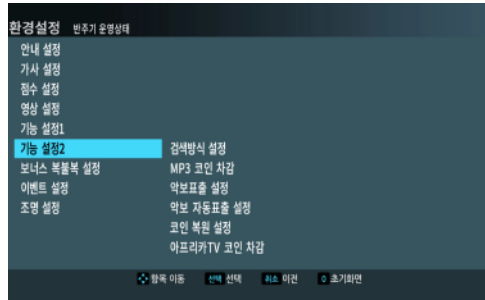 환경설정 반주기 운영상태
안내 설정
가사 설정
점수 설정
영상 설정
기능 설정1
기능 설정2 검색방식 설정
보너스 복불복 설정 MP3 코인 차감
이벤트 설정 악보표출 설정
조명 설정 악보 자동표출 설정
코인 복원 설정
아프리카TV 코인 차감
항목 이동 선택 선택 취소 이전 0 초기화면